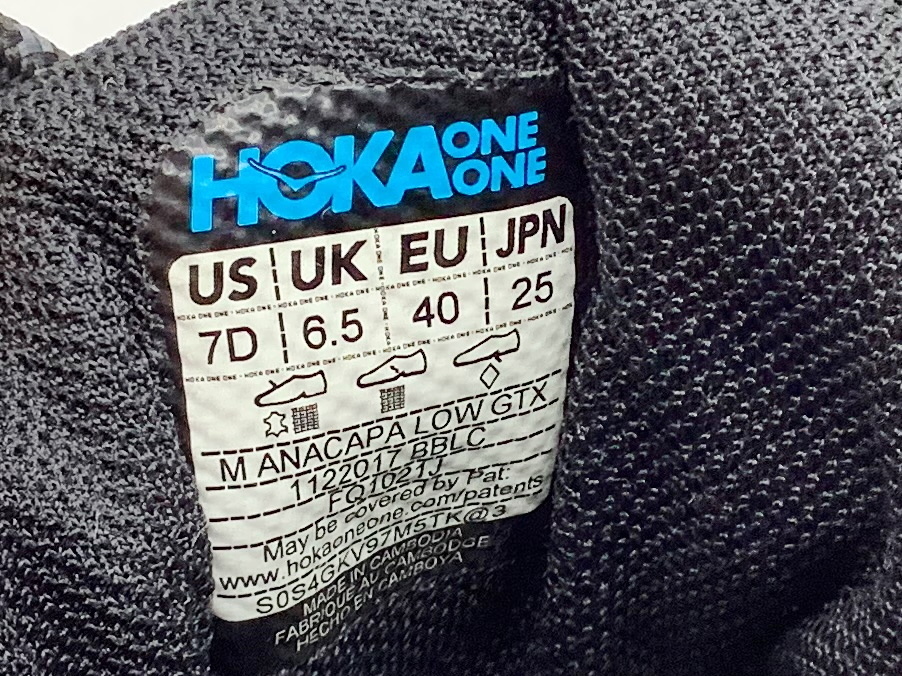 HOKA ONE ONE
US UK EU JPN
7D 6.5 40 25
M ANACAPA LOW GTX
1122017 BBLC
FQ1021J
May be covered by Pat:
www.hokaoneone.com/patents
S0S4GKV97M5TK@3
MADE IN CAMBODIA
FABRIQUE AU CAMBODGE
HECHO EN CAMBOYA